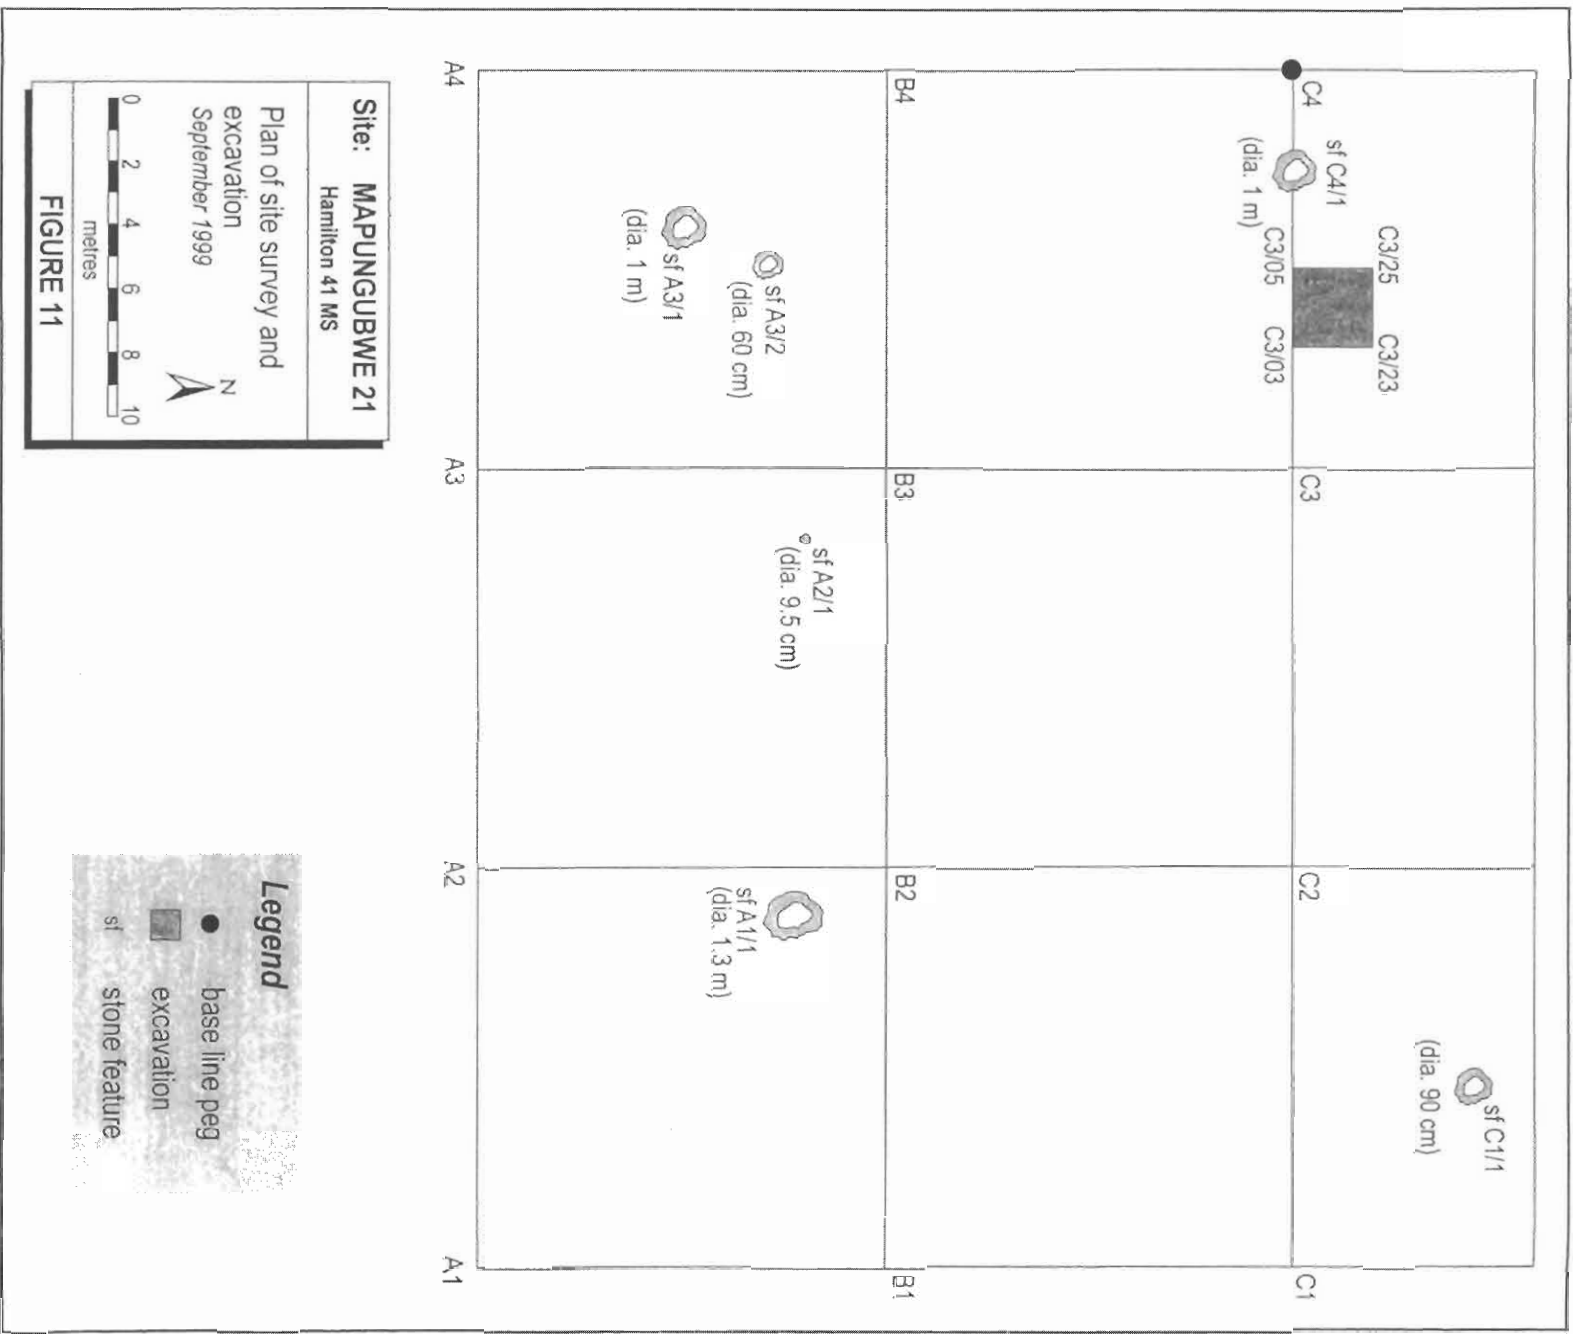 C4
sf C4/1
(dia. 1 m)
C3/25
C3/23
C3/05
C3/03
C3
C2
C1
sf C1/1
(dia. 90 cm)
B4
B3
B2
B1
sf A3/2
(dia. 60 cm)
sf A3/1
(dia. 1 m)
sf A2/1
(dia. 9.5 cm)
sf A1/1
(dia. 1.3 m)
A4
A3
A2
A1
Site: MAPUNGUBWE 21
Hamilton 41 MS
Plan of site survey and
excavation
September 1999
N
0 2 4 6 8 10
metres
FIGURE 11
Legend
base line peg
excavation
sf stone feature